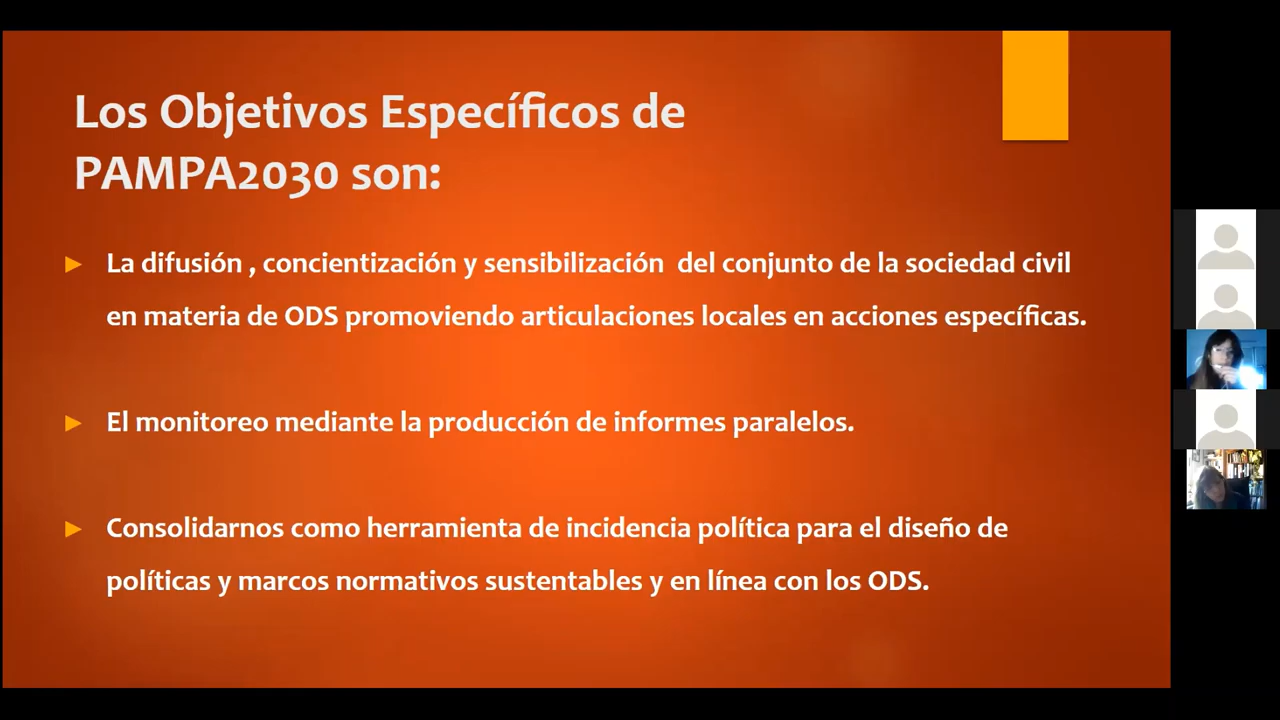 Los Objetivos Específicos de
PAMPA2030 son:
La difusión , concientización y sensibilización  del conjunto de la sociedad civil
en materia de ODS promoviendo articulaciones locales en acciones específicas.
El monitoreo mediante la producción de informes paralelos.
Consolidarnos como herramienta de incidencia política para el diseño de
políticas y marcos normativos sustentables y en línea con los ODS.